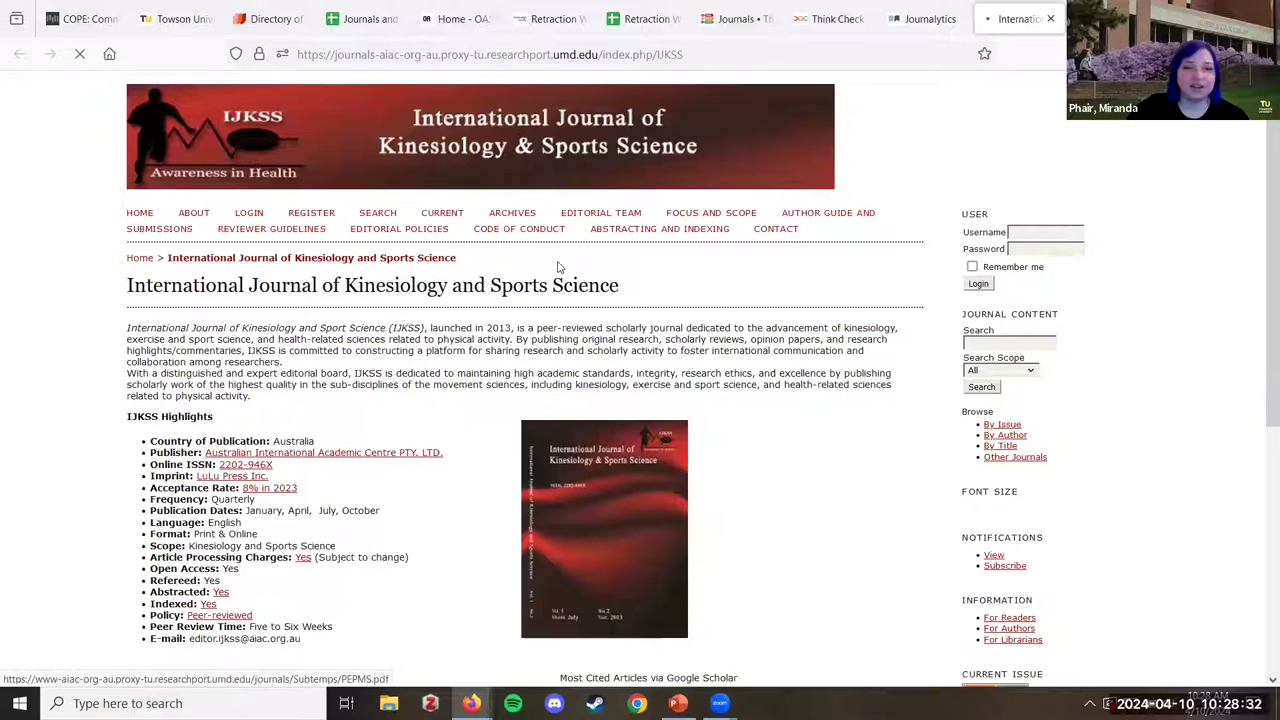 COPE: Comm
Towson Univ
Directory of
Journals and
Home - OAS
Retraction W
Retraction W
Journals • Th
Think Check
Journalytics
Internatio
https://journals-aiac-org-au.proxy-tu.researchport.umd.edu/index.php/IJKSS
Phair, Miranda
TU
IJKSS
Awareness in Health
International Journal of
Kinesiology & Sports Science
HOME ABOUT LOGIN REGISTER SEARCH CURRENT ARCHIVES EDITORIAL TEAM FOCUS AND SCOPE AUTHOR GUIDE AND
SUBMISSIONS REVIEWER GUIDELINES EDITORIAL POLICIES CODE OF CONDUCT ABSTRACTING AND INDEXING CONTACT
Home > International Journal of Kinesiology and Sports Science
International Journal of Kinesiology and Sports Science
International Journal of Kinesiology and Sport Science (IJKSS), launched in 2013, is a peer-reviewed scholarly journal dedicated to the advancement of kinesiology,
exercise and sport science, and health-related sciences related to physical activity. By publishing original research, scholarly reviews, opinion papers, and research
highlights/commentaries, IJKSS is committed to constructing a platform for sharing research and scholarly activity to foster international communication and
collaboration among researchers.
With a distinguished and expert editorial board, IJKSS is dedicated to maintaining high academic standards, integrity, research ethics, and excellence by publishing
scholarly work of the highest quality in the sub-disciplines of the movement sciences, including kinesiology, exercise and sport science, and health-related sciences
related to physical activity.
IJKSS Highlights
• Country of Publication: Australia
• Publisher: Australian International Academic Centre PTY. LTD.
• Online ISSN: 2202-946X
• Imprint: LuLu Press Inc.
• Acceptance Rate: 8% in 2023
• Frequency: Quarterly
• Publication Dates: January, April, July, October
• Language: English
• Format: Print & Online
• Scope: Kinesiology and Sports Science
• Article Processing Charges: Yes (Subject to change)
• Open Access: Yes
• Refereed: Yes
• Abstracted: Yes
• Indexed: Yes
• Policy: Peer-reviewed
• Peer Review Time: Five to Six Weeks
• E-mail: editor.ijkss@aiac.org.au
International Journal of
Kinesiology & Sports Science
Most Cited Articles via Google Scholar
USER
Username
Password
Remember me
Login
JOURNAL CONTENT
Search
Search Scope
All
Search
Browse
• By Issue
• By Author
• By Title
• Other Journals
FONT SIZE
NOTIFICATIONS
• View
• Subscribe
INFORMATION
• For Readers
• For Authors
• For Librarians
CURRENT ISSUE
https://www-aiac-org-au.proxy-tu.researchport.umd.edu/journals/Subtemps/PEPMS.pdf
Type here to search
2024-04-10 10:28:32